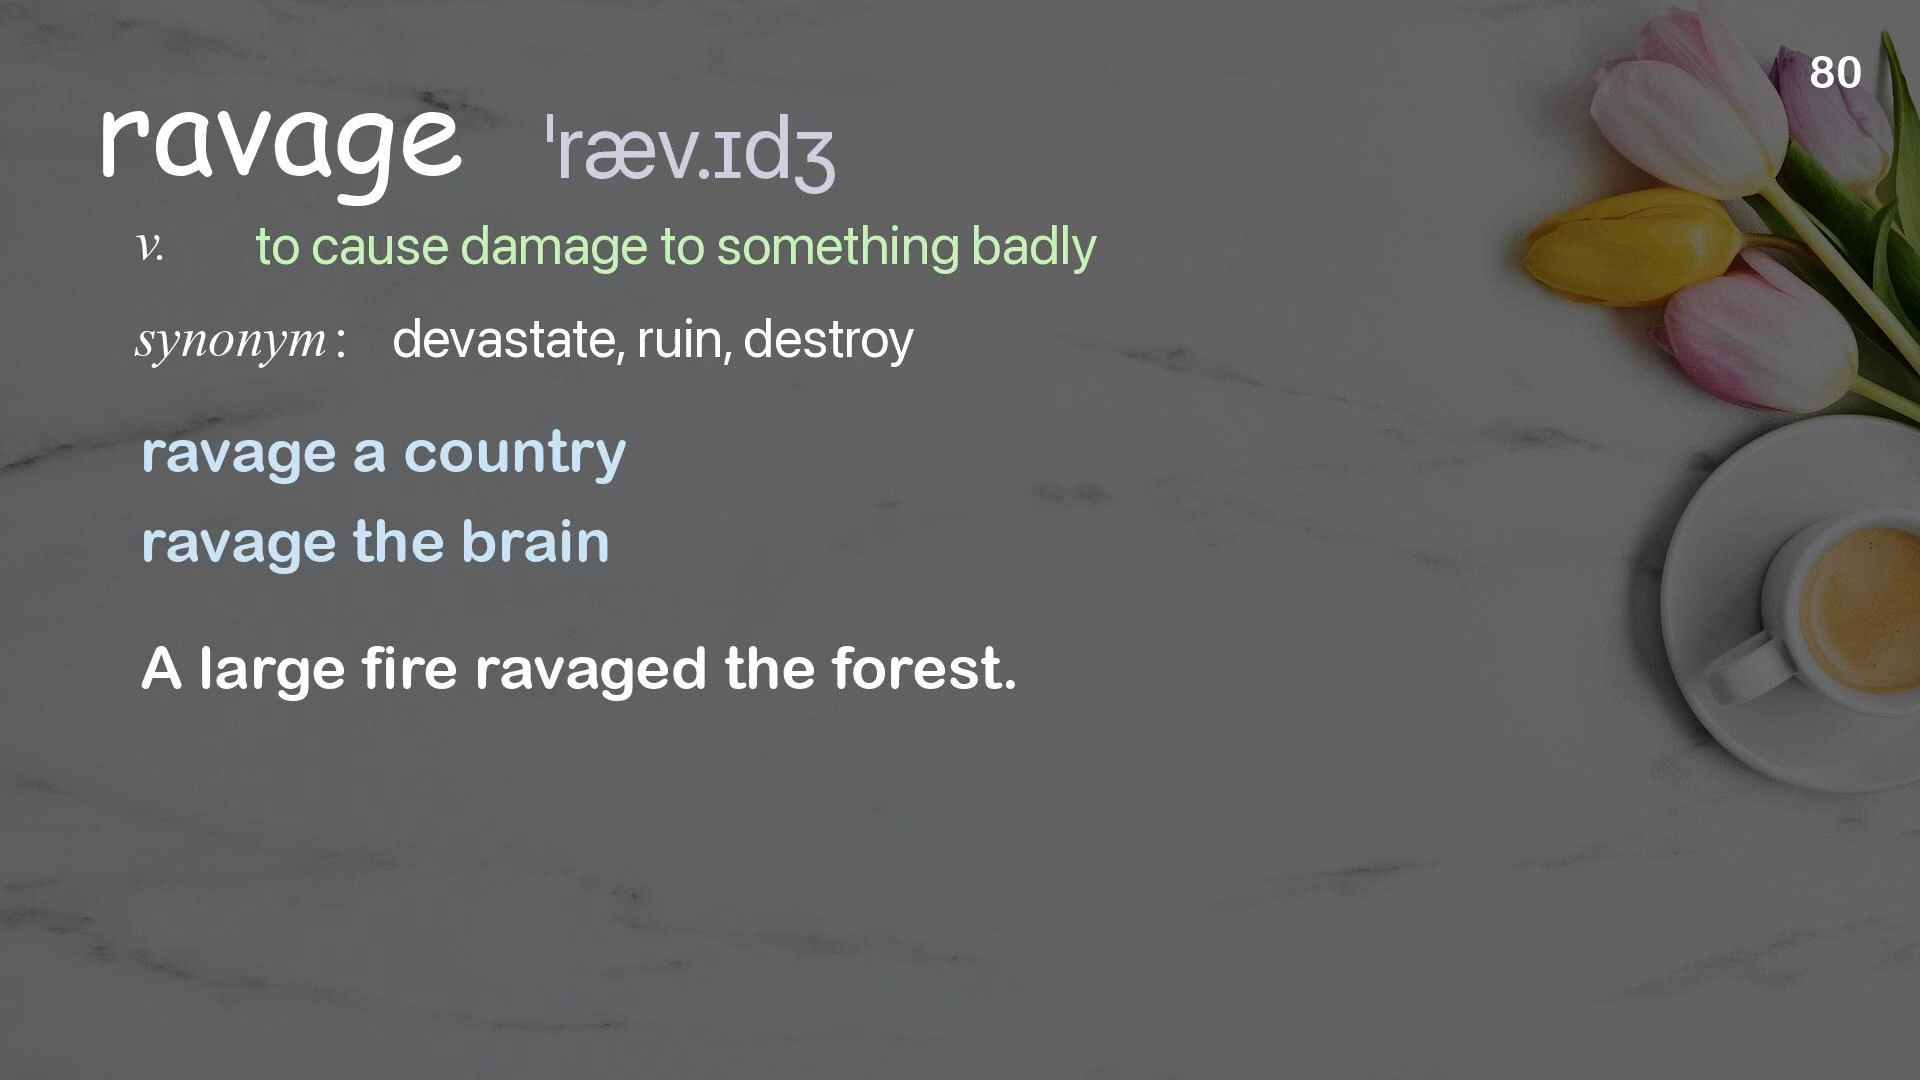 80
ravage ˈræv.ɪdʒ
v. to cause damage to something badly
synonym: devastate, ruin, destroy
ravage a country
ravage the brain
A large fire ravaged the forest.